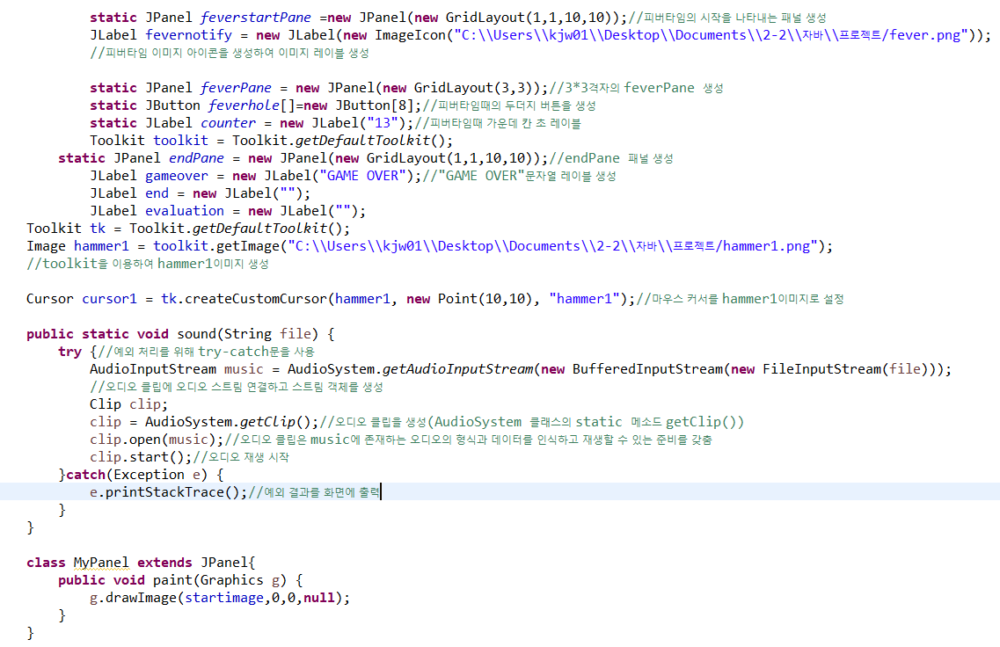 static JPanel feverstartPane =new JPanel(new GridLayout(1,1,10,10));//피버타임의 시작을 나타내는 패널 생성
JLabel fevernotify = new JLabel(new ImageIcon("C:\\Users\\kjw01\\Desktop\\Documents\\2-2\\자바\\프로젝트/fever.png"));
//피버타임 이미지 아이콘을 생성하여 이미지 레이블 생성
static JPanel feverPane = new JPanel(new GridLayout(3,3));//3*3격자의 feverPane 생성
static JButton feverhole[]=new JButton[8];//피버타임때의 두더지 버튼을 생성
static JLabel counter = new JLabel("13");//피버타임때 가운데 칸 초 레이블
Toolkit toolkit = Toolkit.getDefaultToolkit();
static JPanel endPane = new JPanel(new GridLayout(1,1,10,10));//endPane 패널 생성
JLabel gameover = new JLabel("GAME OVER");//"GAME OVER"문자열 레이블 생성
JLabel end = new JLabel("");
JLabel evaluation = new JLabel("");
Toolkit tk = Toolkit.getDefaultToolkit();
Image hammer1 = toolkit.getImage("C:\\Users\\kjw01\\Desktop\\Documents\\2-2\\자바\\프로젝트/hammer1.png");
//toolkit을 이용하여 hammer1이미지 생성
Cursor cursor1 = tk.createCustomCursor(hammer1, new Point(10,10), "hammer1");//마우스 커서를 hammer1이미지로 설정
public static void sound(String file) {
try {//예외 처리를 위해 try-catch문을 사용
AudioInputStream music = AudioSystem.getAudioInputStream(new BufferedInputStream(new FileInputStream(file)));
//오디오 클립에 오디오 스트림 연결하고 스트림 객체를 생성
Clip clip;
clip = AudioSystem.getClip();//오디오 클립을 생성(AudioSystem 클래스의 static 메소드 getClip())
clip.open(music);//오디오 클립은 music에 존재하는 오디오의 형식과 데이터를 인식하고 재생할 수 있는 준비를 갖춤
clip.start();//오디오 재생 시작
}catch(Exception e) {
e.printStackTrace();//예외 결과를 화면에 출력
}
}
class MyPanel extends JPanel{
public void paint(Graphics g) {
g.drawImage(startimage,0,0,null);
}
}